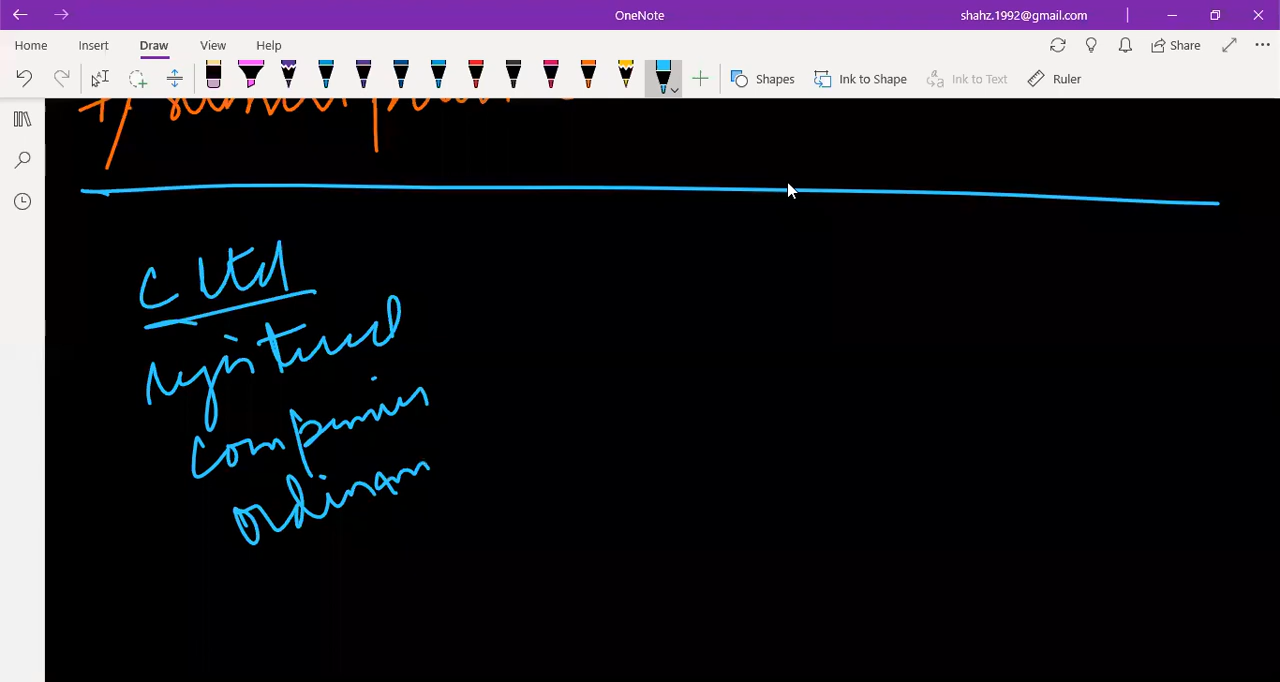 OneNote
shahz.1992@gmail.com
Home Insert Draw View Help
Share
Shapes Ink to Shape Ink to Text Ruler
C Ltd
registered
Companies